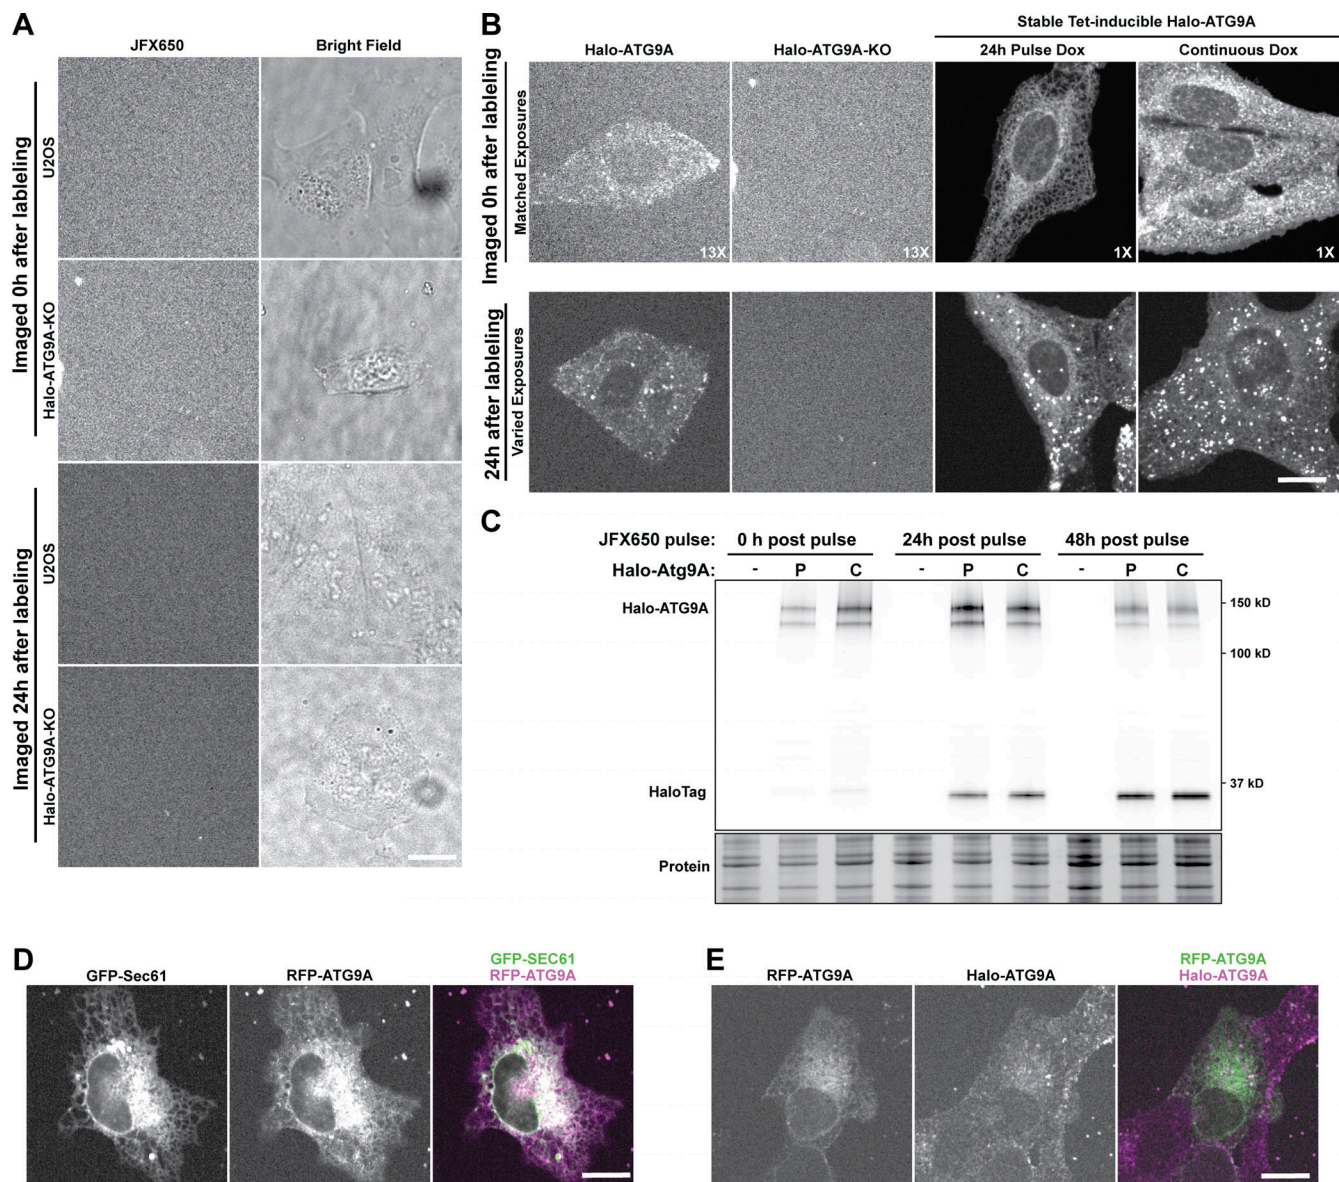 A
JFX650
Bright Field
Imaged 0h after lableling
U2OS
Halo-ATG9A-KO
Imaged 24h after labeling
U2OS
Halo-ATG9A-KO
B
Stable Tet-inducible Halo-ATG9A
Halo-ATG9A
Halo-ATG9A-KO
24h Pulse Dox
Continuous Dox
Imaged 0h after labeling
Matched Exposures
13X
13X
1X
1X
24h after labeling
Varied Exposures
C
JFX650 pulse:
0 h post pulse
24h post pulse
48h post pulse
Halo-Atg9A:
- P C - P C - P C
Halo-ATG9A
150 kD
100 kD
37 kD
HaloTag
Protein
D
GFP-Sec61
RFP-ATG9A
GFP-SEC61
RFP-ATG9A
E
RFP-ATG9A
Halo-ATG9A
RFP-ATG9A
Halo-ATG9A